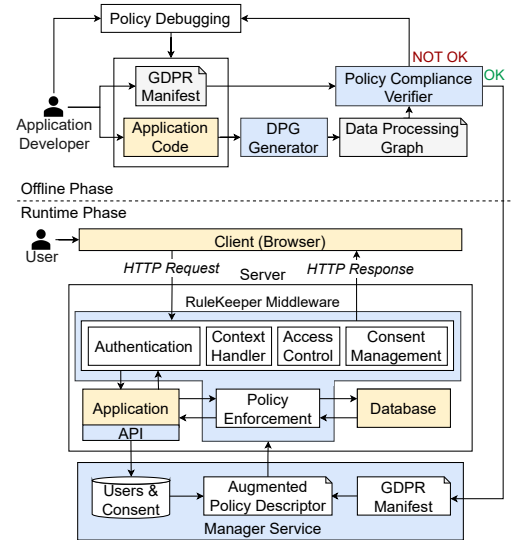 Policy Debugging
NOT OK
OK
GDPR
Manifest
Policy Compliance
Verifier
Application
Developer
Application
Code
DPG
Generator
Data Processing
Graph
Offline Phase
Runtime Phase
User
Client (Browser)
HTTP Request
Server
HTTP Response
RuleKeeper Middleware
Authentication
Context
Handler
Access
Control
Consent
Management
Application
API
Policy
Enforcement
Database
Users &
Consent
Augmented
Policy Descriptor
GDPR
Manifest
Manager Service